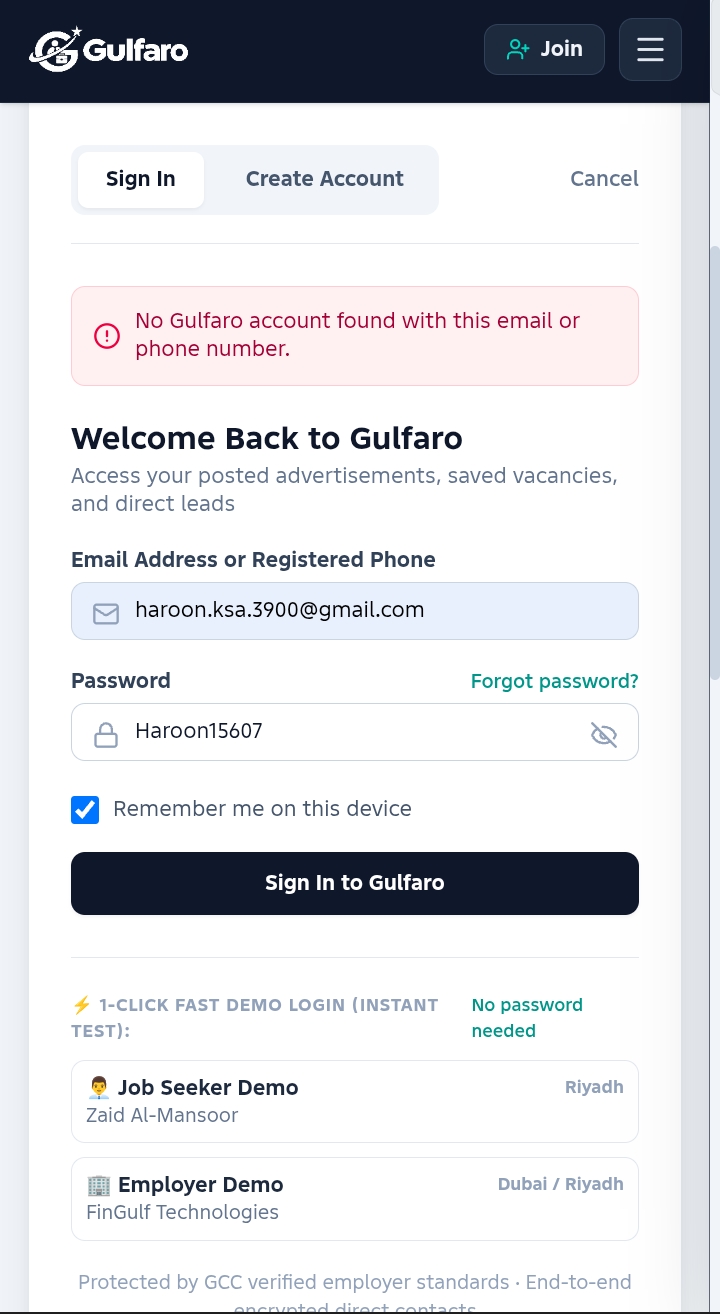 Gulfaro
Join
Sign In
Create Account
Cancel
No Gulfaro account found with this email or
phone number.
Welcome Back to Gulfaro
Access your posted advertisements, saved vacancies,
and direct leads
Email Address or Registered Phone
haroon.ksa.3900@gmail.com
Password
Forgot password?
Haroon15607
Remember me on this device
Sign In to Gulfaro
⚡ 1-CLICK FAST DEMO LOGIN (INSTANT
TEST):
No password
needed
👨‍💼 Job Seeker Demo
Riyadh
Zaid Al-Mansoor
🏢 Employer Demo
Dubai / Riyadh
FinGulf Technologies
Protected by GCC verified employer standards · End-to-end
encrypted direct contacts